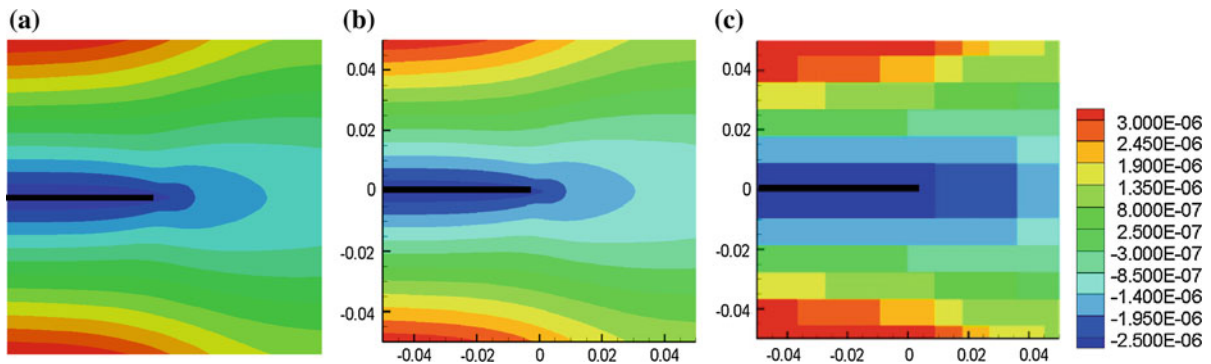 (a)
(b)
(c)
0.04
0.02
0
-0.02
-0.04
-0.04 -0.02 0 0.02 0.04
0.04
0.02
0
-0.02
-0.04
-0.04 -0.02 0 0.02 0.04
3.000E-06
2.450E-06
1.900E-06
1.350E-06
8.000E-07
2.500E-07
-3.000E-07
-8.500E-07
-1.400E-06
-1.950E-06
-2.500E-06